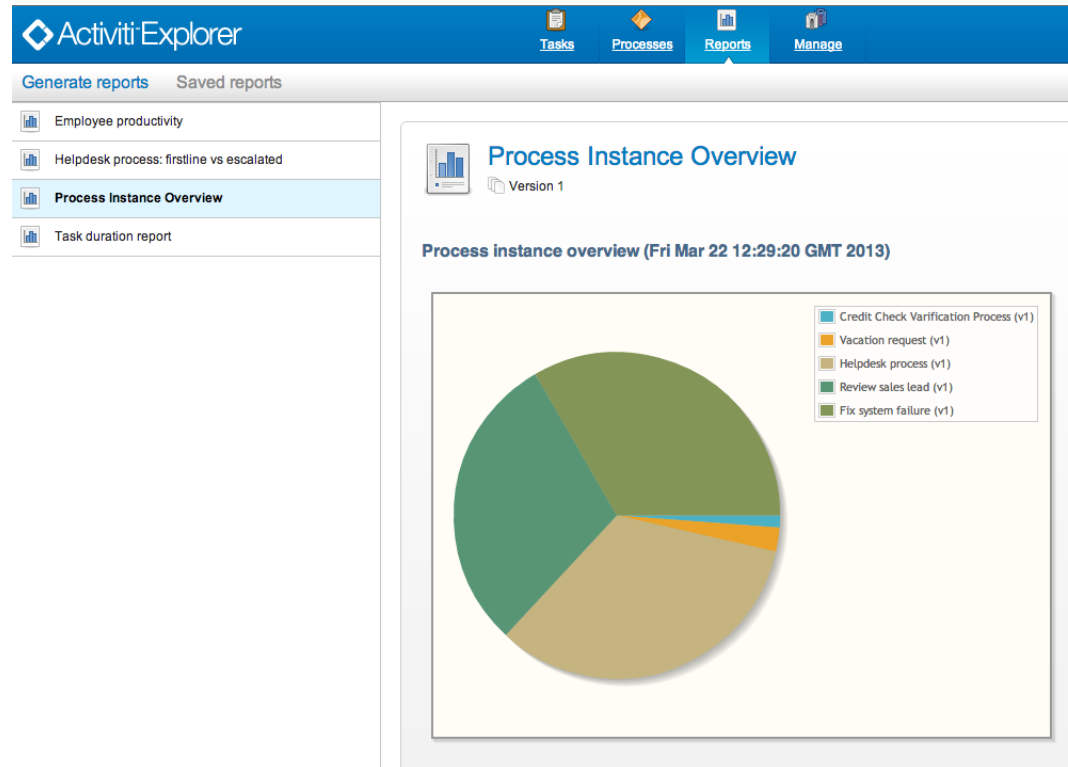 Activiti Explorer
Tasks Processes Reports Manage
Generate reports Saved reports
Employee productivity
Helpdesk process: firstline vs escalated
Process Instance Overview
Task duration report
Process Instance Overview
Version 1
Process instance overview (Fri Mar 22 12:29:20 GMT 2013)
Credit Check Varification Process (v1)
Vacation request (v1)
Helpdesk process (v1)
Review sales lead (v1)
Fix system failure (v1)